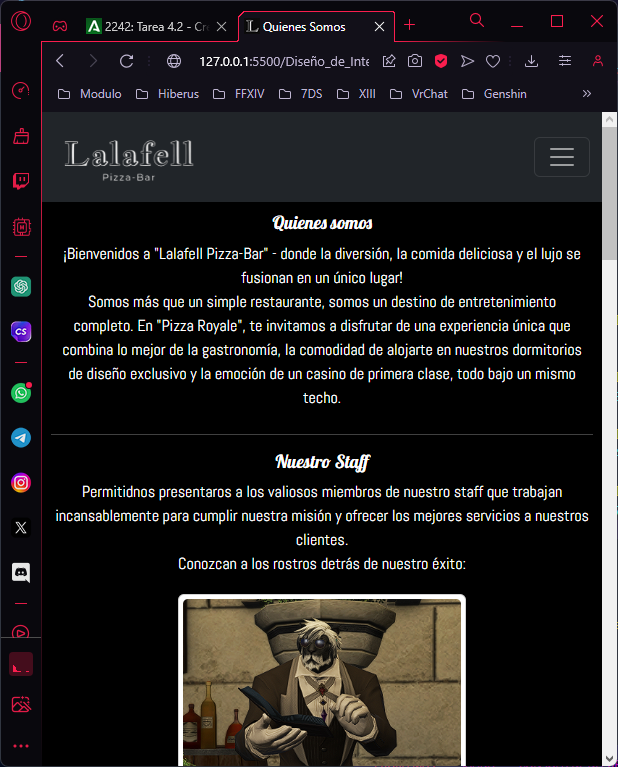 2242: Tarea 4.2 - Cre
Quienes Somos
127.0.0.1:5500/Diseño_de_Inte
Modulo
Hiberus
FFXIV
7DS
XIII
VrChat
Genshin
Lalafell
Pizza-Bar
Quienes somos
¡Bienvenidos a "Lalafell Pizza-Bar" - donde la diversión, la comida deliciosa y el lujo se
fusionan en un único lugar!
Somos más que un simple restaurante, somos un destino de entretenimiento
completo. En "Pizza Royale", te invitamos a disfrutar de una experiencia única que
combina lo mejor de la gastronomía, la comodidad de alojarte en nuestros dormitorios
de diseño exclusivo y la emoción de un casino de primera clase, todo bajo un mismo
techo.
Nuestro Staff
Permitidnos presentaros a los valiosos miembros de nuestro staff que trabajan
incansablemente para cumplir nuestra misión y ofrecer los mejores servicios a nuestros
clientes.
Conozcan a los rostros detrás de nuestro éxito: